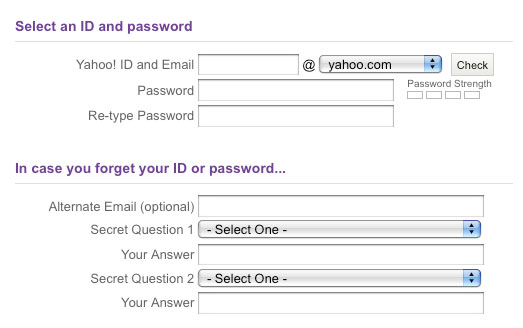 Select an ID and password
Yahoo! ID and Email @ yahoo.com Check
Password Password Strength
Re-type Password
In case you forget your ID or password...
Alternate Email (optional)
Secret Question 1 - Select One -
Your Answer
Secret Question 2 - Select One -
Your Answer